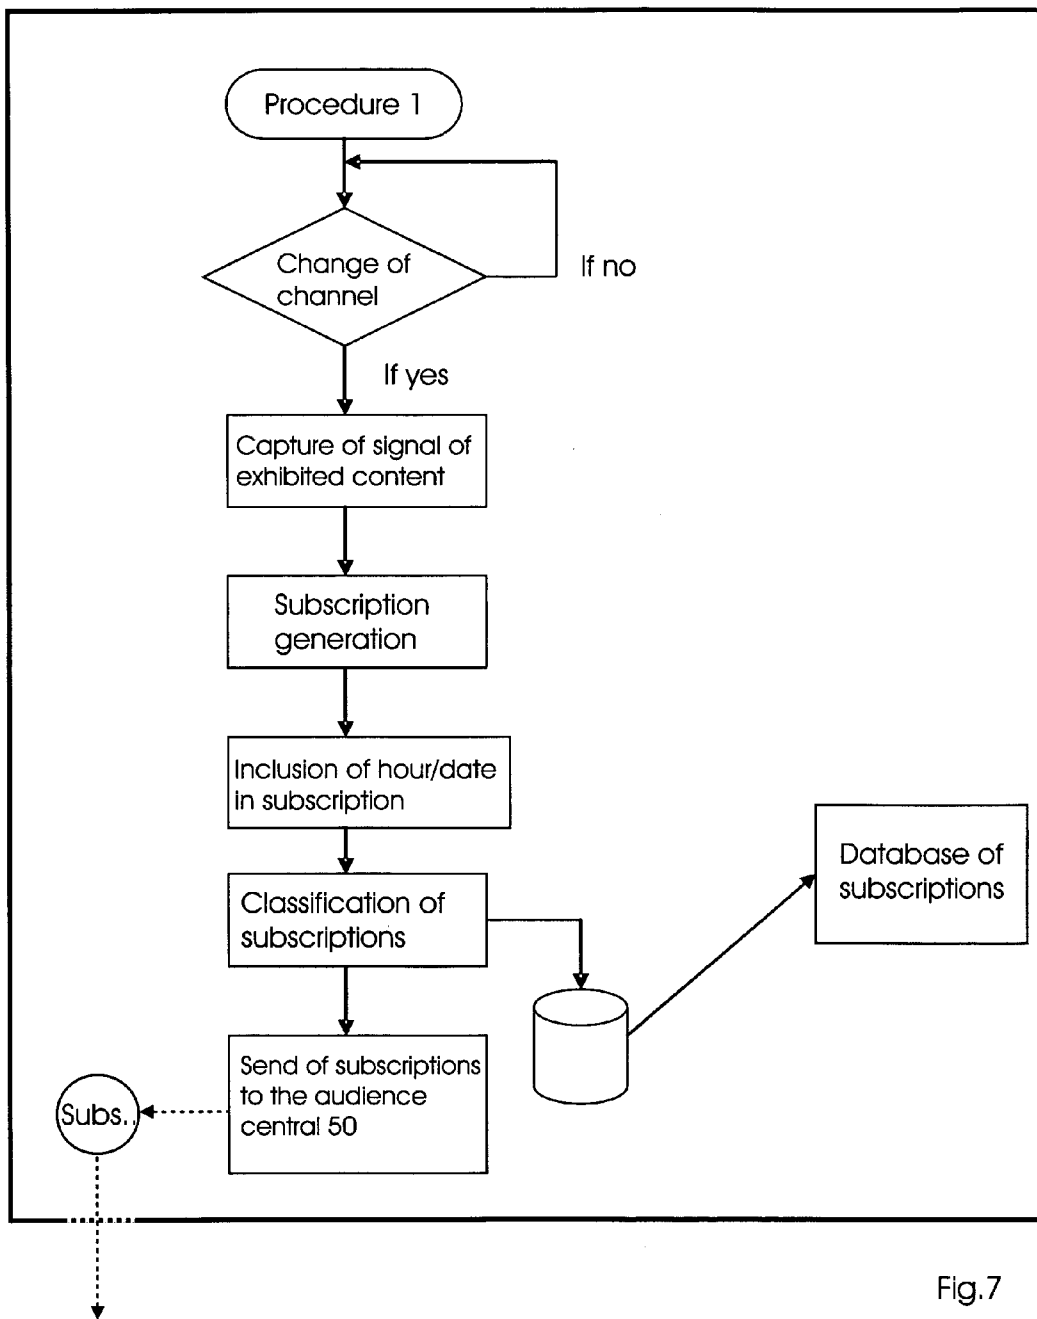 Procedure 1
Change of
channel
If no
If yes
Capture of signal of
exhibited content
Subscription
generation
Inclusion of hour/date
in subscription
Classification of
subscriptions
Database of
subscriptions
Send of subscriptions
to the audience
central 50
Subs..
Fig.7